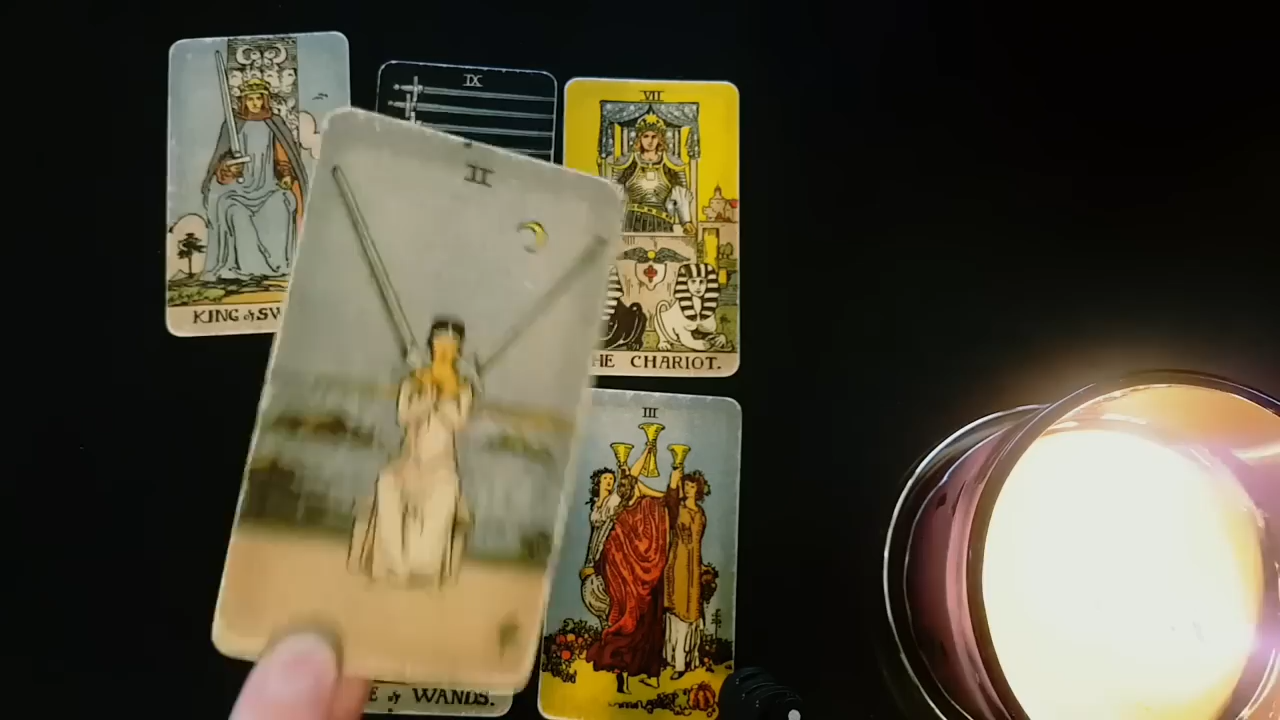 IX
VII
II
KING of SW
HE CHARIOT.
III
E of WANDS.